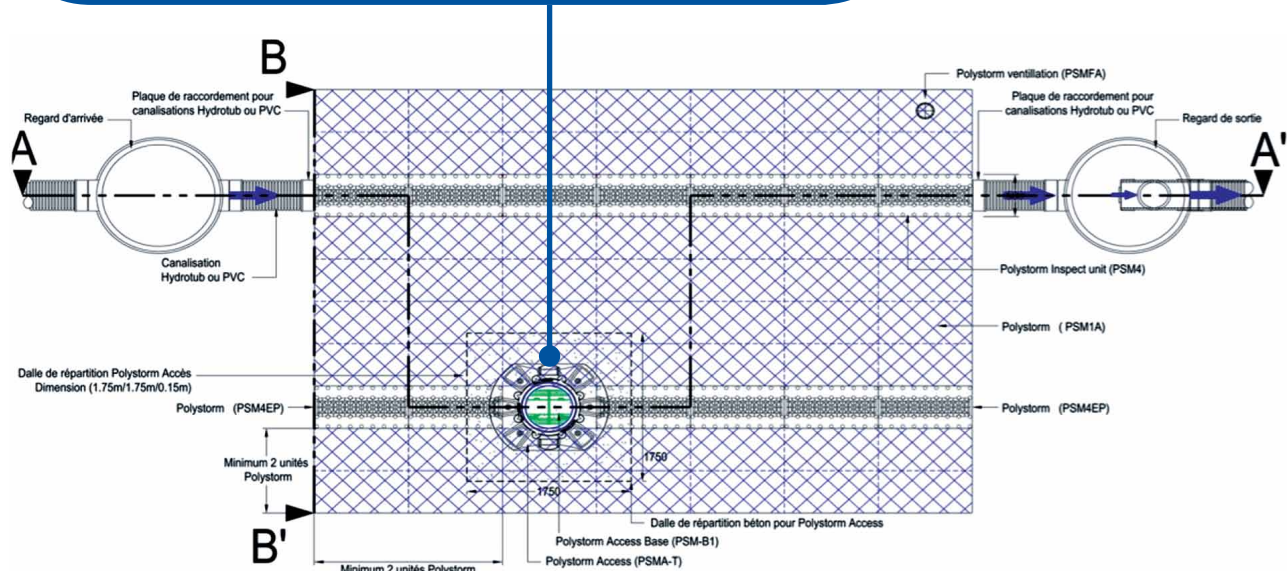 B
Polystorm ventillation (PSMFA)
Plaque de raccordement pour
canalisations Hydrotub ou PVC
Plaque de raccordement pour
canalisations Hydrotub ou PVC
Regard d'arrivée
Regard de sortie
A
A'
Canalisation
Hydrotub ou PVC
Polystorm Inspect unit (PSM4)
Polystorm ( PSM1A)
Dalle de répartition Polystorm Accès
Dimension (1.75m/1.75m/0.15m)
Polystorm (PSM4EP)
Polystorm (PSM4EP)
Minimum 2 unités
Polystorm
1750
1750
Dalle de répartition béton pour Polystorm Access
B'
Polystorm Access Base (PSM-B1)
Polystorm Access (PSMA-T)
Minimum 2 unités Polystorm